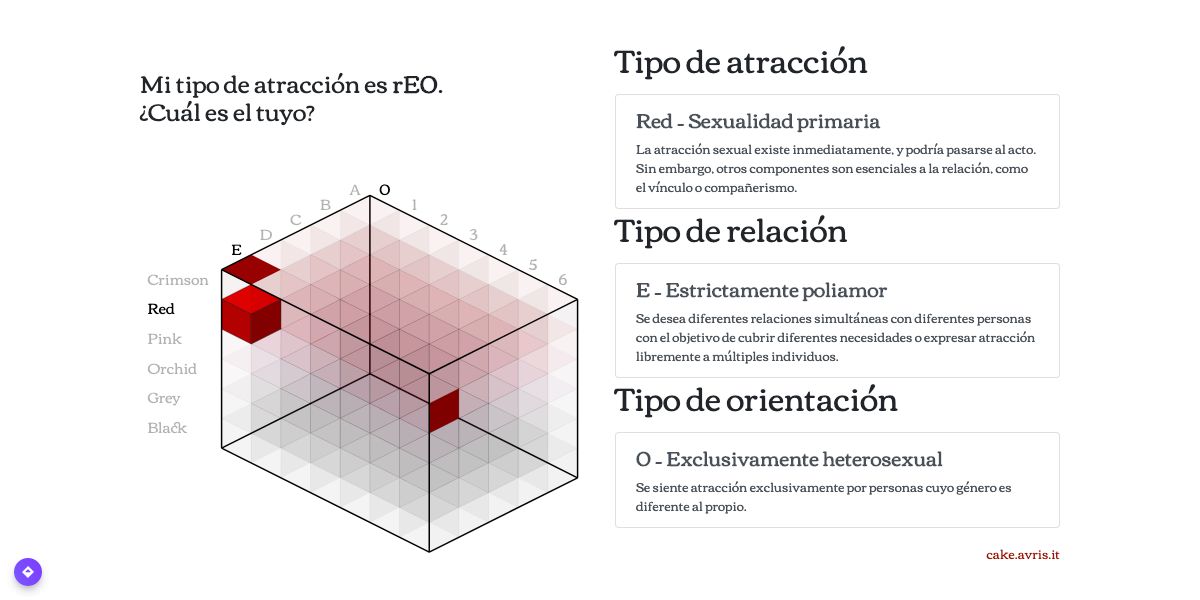 Mi tipo de atracción es rEO.
¿Cuál es el tuyo?
A
O
B
1
C
2
D
3
E
4
5
6
Crimson
Red
Pink
Orchid
Grey
Black
Tipo de atracción
Red - Sexualidad primaria
La atracción sexual existe inmediatamente, y podría pasarse al acto.
Sin embargo, otros componentes son esenciales a la relación, como
el vínculo o compañerismo.
Tipo de relación
E - Estrictamente poliamor
Se desea diferentes relaciones simultáneas con diferentes personas
con el objetivo de cubrir diferentes necesidades o expresar atracción
libremente a múltiples individuos.
Tipo de orientación
O - Exclusivamente heterosexual
Se siente atracción exclusivamente por personas cuyo género es
diferente al propio.
cake.avris.it